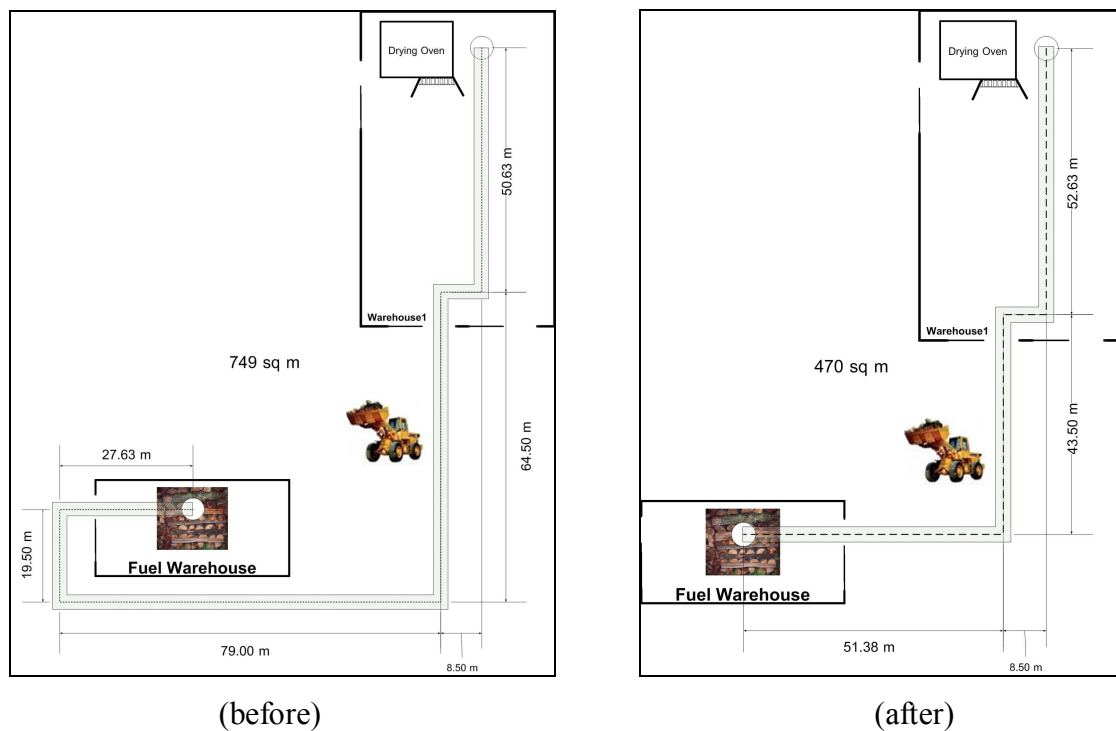 Drying Oven
50.63 m
Warehouse1
749 sq m
64.50 m
27.63 m
19.50 m
Fuel Warehouse
79.00 m
8.50 m
(before)
Drying Oven
52.63 m
Warehouse1
470 sq m
43.50 m
Fuel Warehouse
51.38 m
8.50 m
(after)